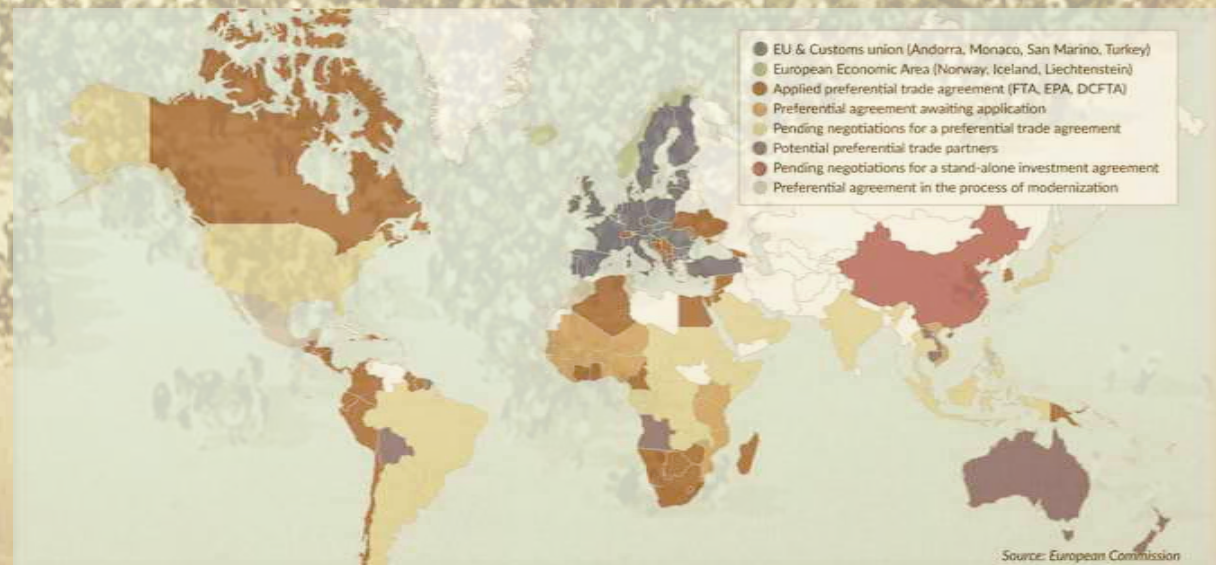 EU & Customs union (Andorra, Monaco, San Marino, Turkey)
European Economic Area (Norway, Iceland, Liechtenstein)
Applied preferential trade agreement (FTA, EPA, DCFTA)
Preferential agreement awaiting application
Pending negotiations for a preferential trade agreement
Potential preferential trade partners
Pending negotiations for a stand-alone investment agreement
Preferential agreement in the process of modernization
Source: European Commission